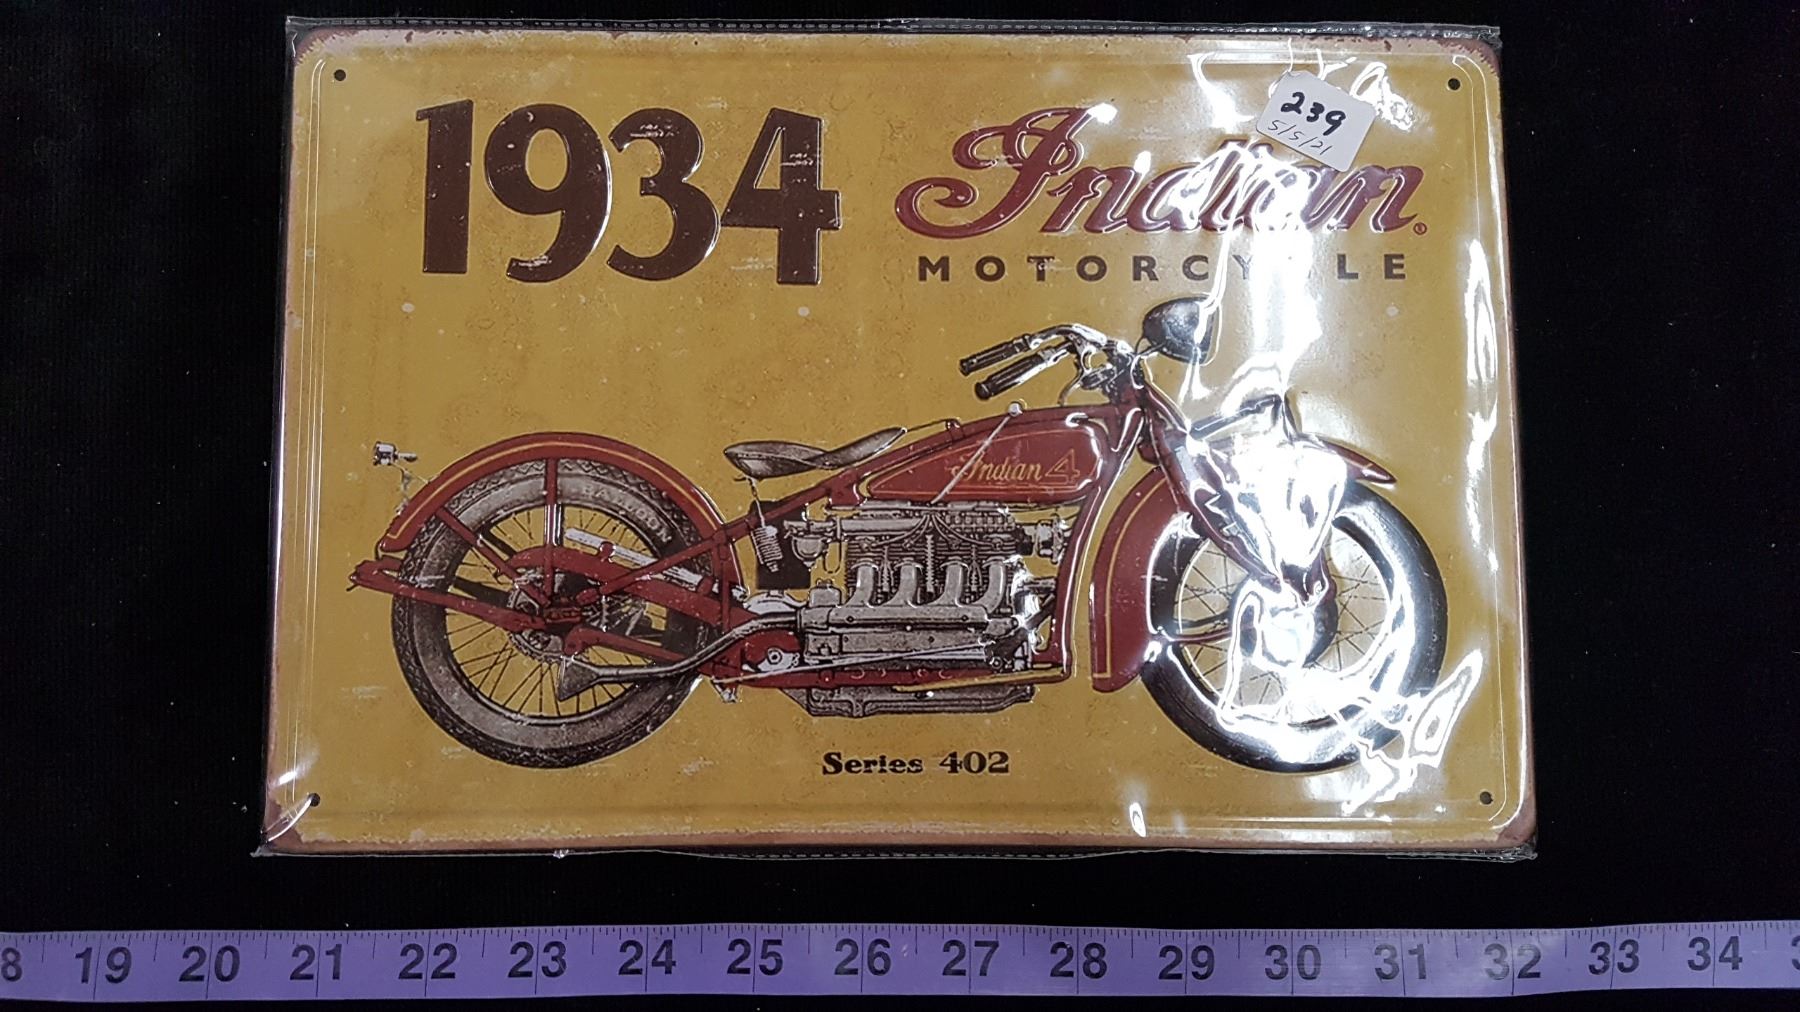 1934
Indian®
MOTORCYCLE
239
5/5/21
Indian 4
BALLOON
Series 402
19 20 21 22 23 24 25 26 27 28 29 30 31 32 33 34